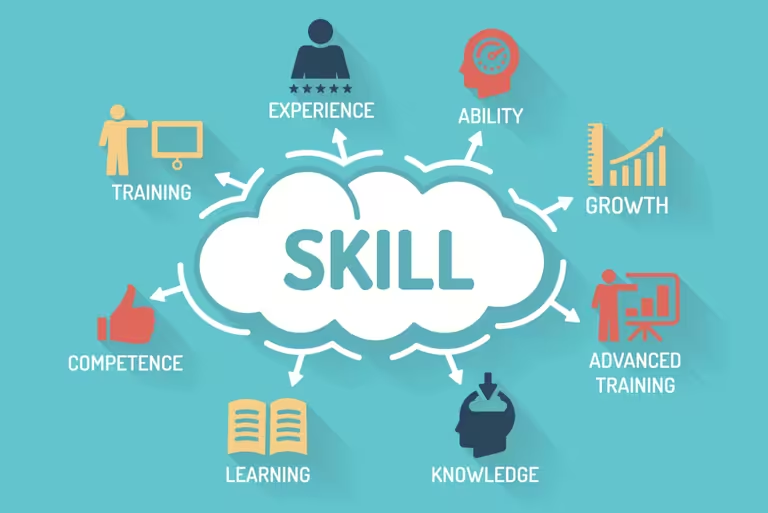 EXPERIENCE
ABILITY
TRAINING
GROWTH
SKILL
COMPETENCE
ADVANCED
TRAINING
LEARNING
KNOWLEDGE